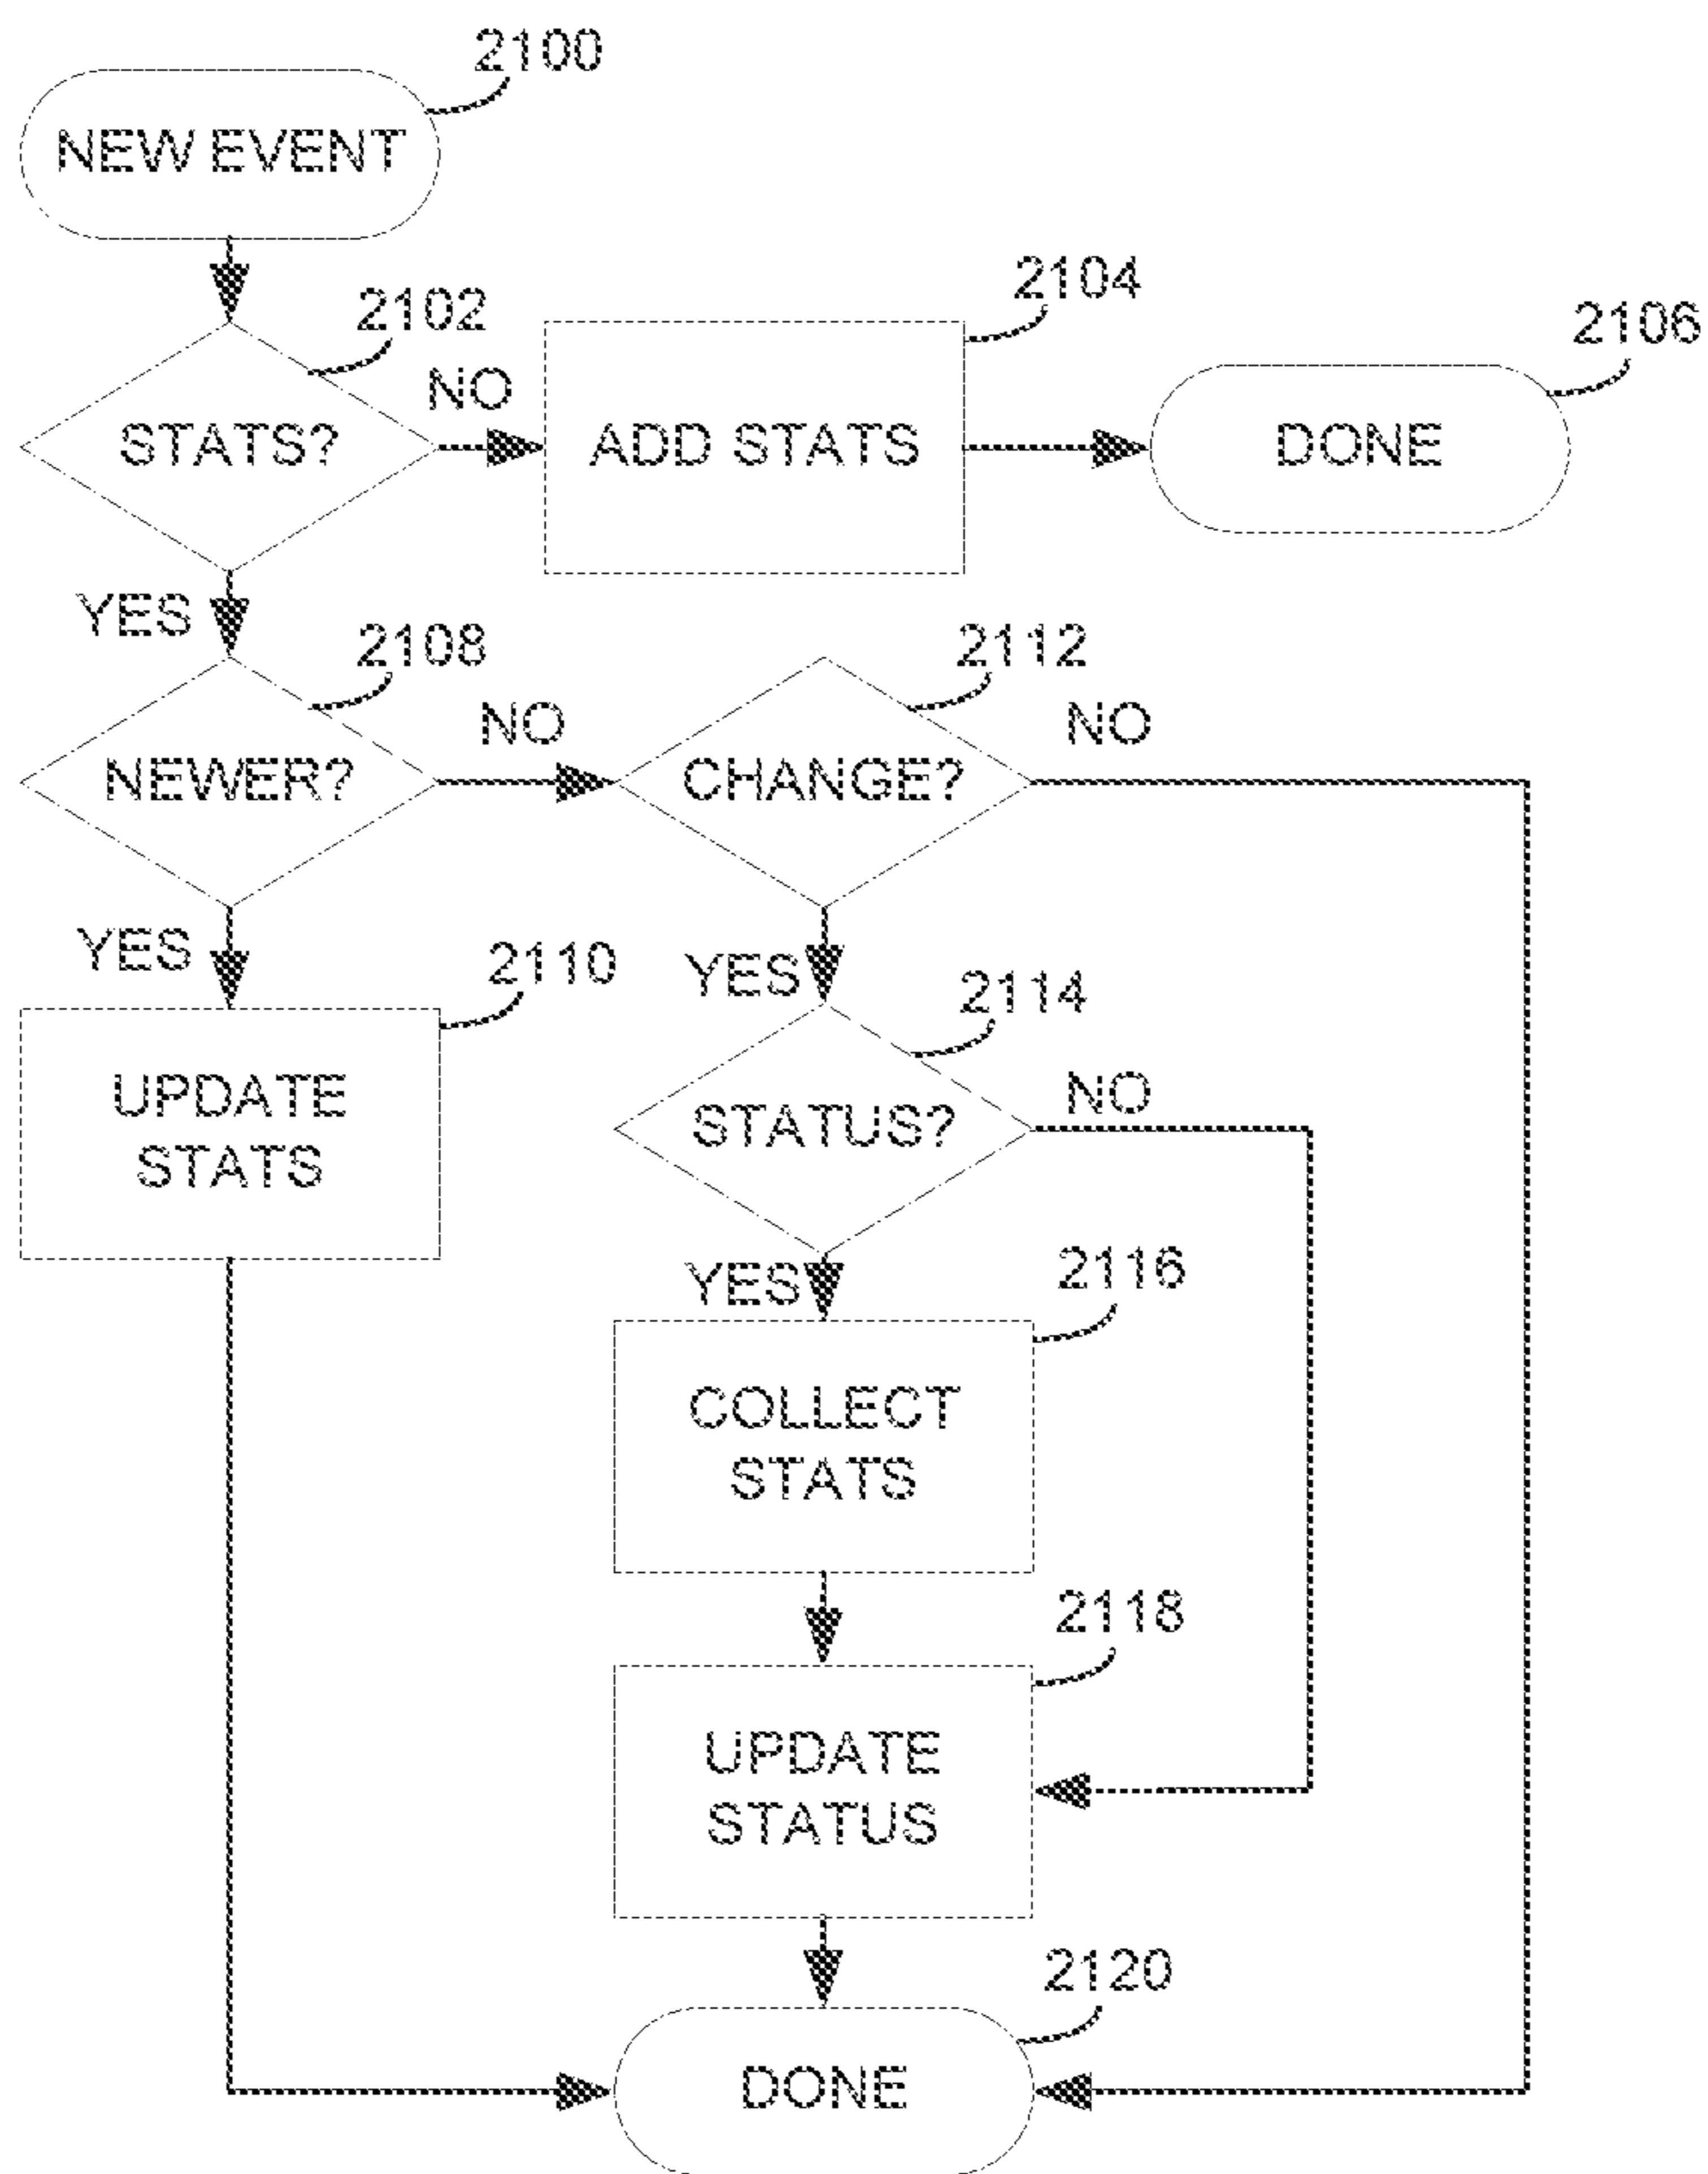 2100
NEW EVENT
2102
2104
2106
STATS?
NO
ADD STATS
DONE
YES
2108
2112
NEWER?
NO
CHANGE?
NO
YES
2110
YES
2114
UPDATE
STATS
STATUS?
NO
YES
2116
COLLECT
STATS
2118
UPDATE
STATUS
2120
DONE